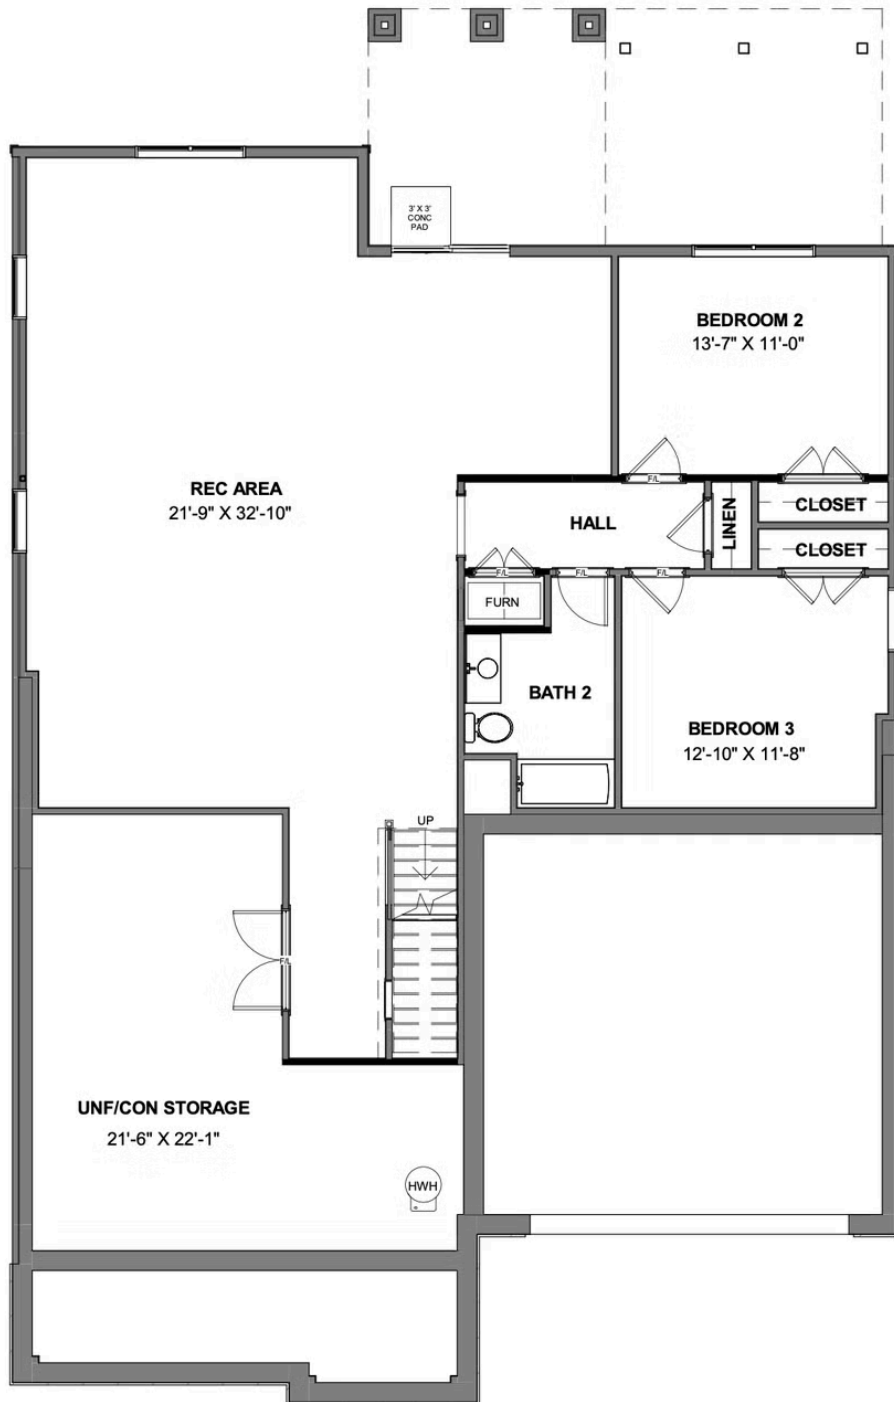 3' X 3'
CONC
PAD
BEDROOM 2
13'-7" X 11'-0"
F/L
REC AREA
21'-9" X 32'-10"
HALL
LINEN
CLOSET
CLOSET
F/L
F/L
F/L
FURN
BATH 2
BEDROOM 3
12'-10" X 11'-8"
UP
F/L
UNF/CON STORAGE
21'-6" X 22'-1"
HWH